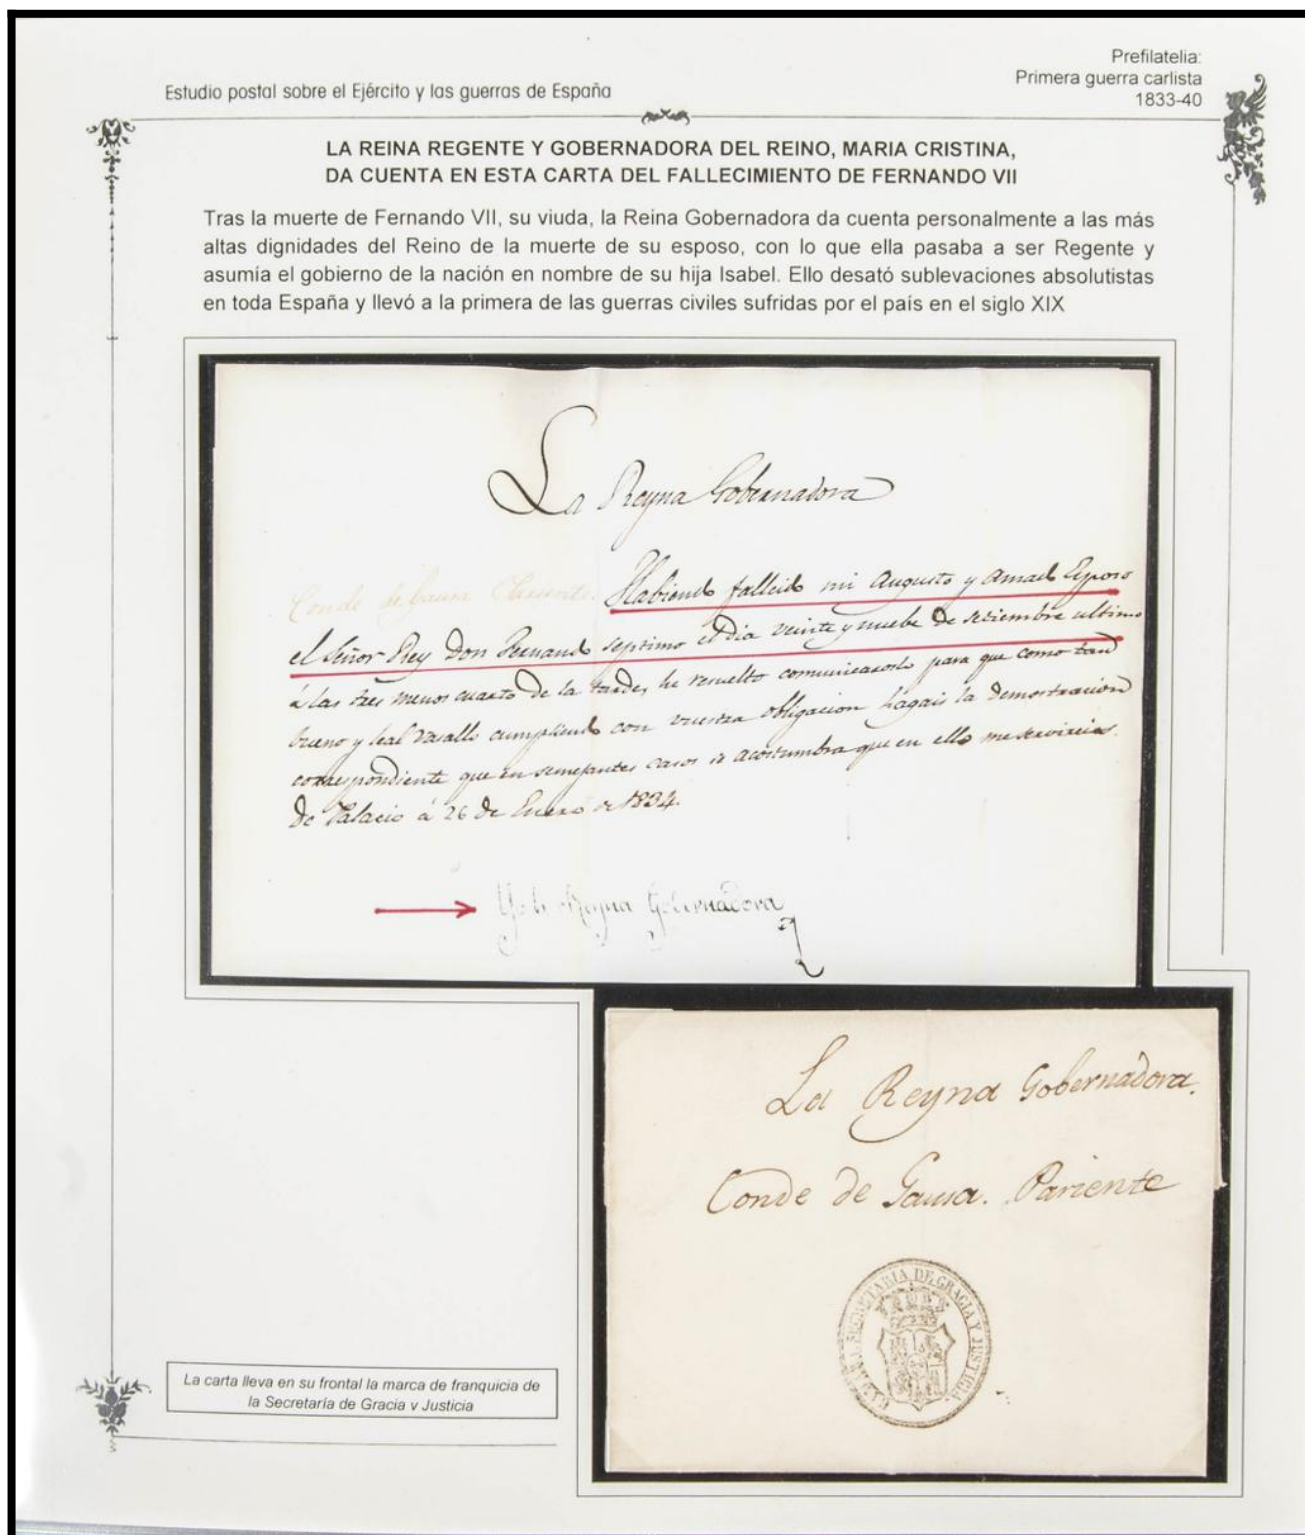 Prefilatelia:
Estudio postal sobre el Ejército y las guerras de España
Primera guerra carlista
1833-40
LA REINA REGENTE Y GOBERNADORA DEL REINO, MARIA CRISTINA,
DA CUENTA EN ESTA CARTA DEL FALLECIMIENTO DE FERNANDO VII
Tras la muerte de Fernando VII, su viuda, la Reina Gobernadora da cuenta personalmente a las más
altas dignidades del Reino de la muerte de su esposo, con lo que ella pasaba a ser Regente y
asumía el gobierno de la nación en nombre de su hija Isabel. Ello desató sublevaciones absolutistas
en toda España y llevó a la primera de las guerras civiles sufridas por el país en el siglo XIX
La Reyna Gobernadora
Conde de Gausa Pariente. Habiendo fallecido mi Augusto y Amado Esposo
el Señor Rey Don Fernando septimo el dia veinte y nuebe de setiembre ultimo
á las tres menos cuarto de la tarde, he resuelto comunicaroslo para que como tan
bueno y leal vasallo cumpliendo con vuestra obligacion hagais la demostracion
correspondiente que en semejantes casos se acostumbra que en ello me serviréis.
De Palacio á 26 de Enero de 1834.
Yo la Reyna Gobernadora
La Reyna Gobernadora.
Conde de Gausa. Pariente
SECRETARIA DE GRACIA Y JUSTICIA
La carta lleva en su frontal la marca de franquicia de
la Secretaría de Gracia y Justicia